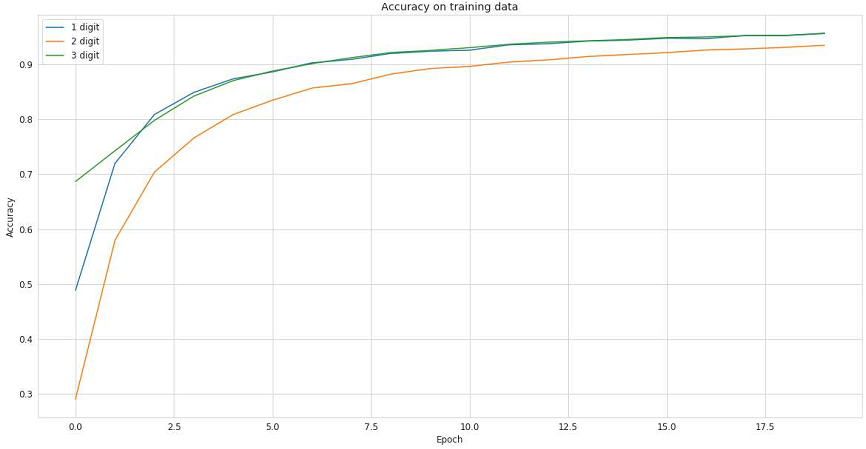 Accuracy on training data
1 digit
2 digit
3 digit
0.9
0.8
0.7
0.6
0.5
0.4
0.3
Accuracy
0.0 2.5 5.0 7.5 10.0 12.5 15.0 17.5
Epoch